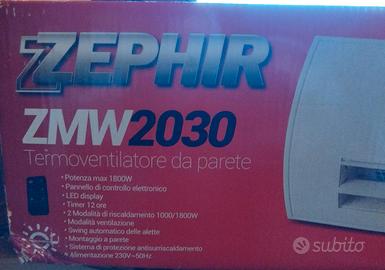 ZEPHIR
ZMW2030
Termoventilatore da parete
• Potenza max 1800W
• Pannello di controllo elettronico
• LED display
• Timer 12 ore
• 2 Modalità di riscaldamento 1000/1800W
• Modalità ventilazione
• Swing automatico delle alette
• Montaggio a parete
• Sistema di protezione antisurriscaldamento
• Alimentazione 230V~50Hz
subito